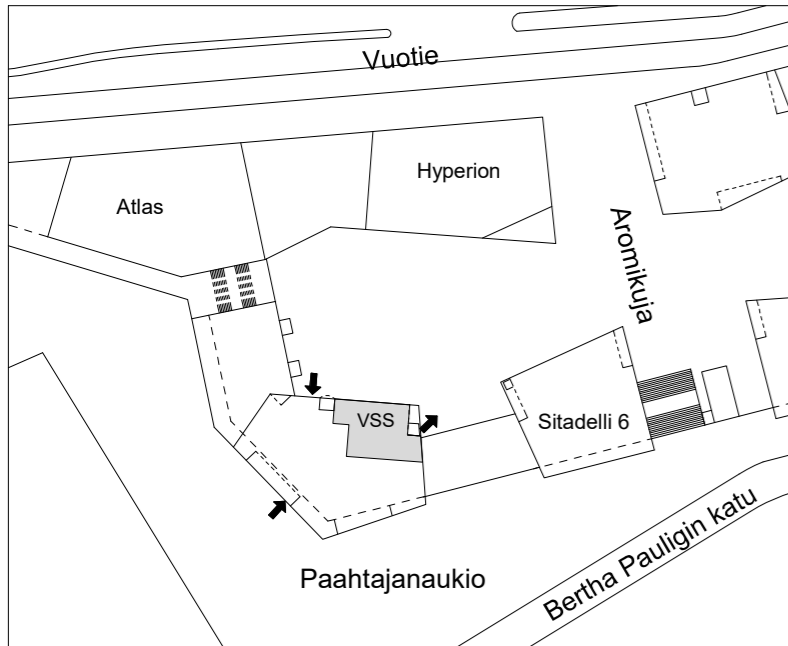 Vuotie
Hyperion
Atlas
Aromikuja
VSS
Sitadelli 6
Bertha Pauligin katu
Paahtajanaukio